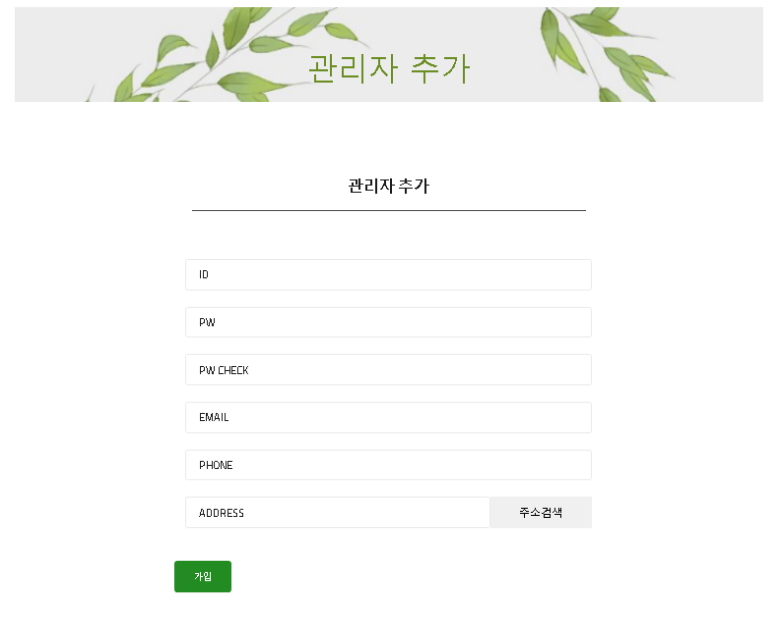 관리자 추가
관리자 추가
ID
PW
PW CHECK
EMAIL
PHONE
ADDRESS 주소검색
가입